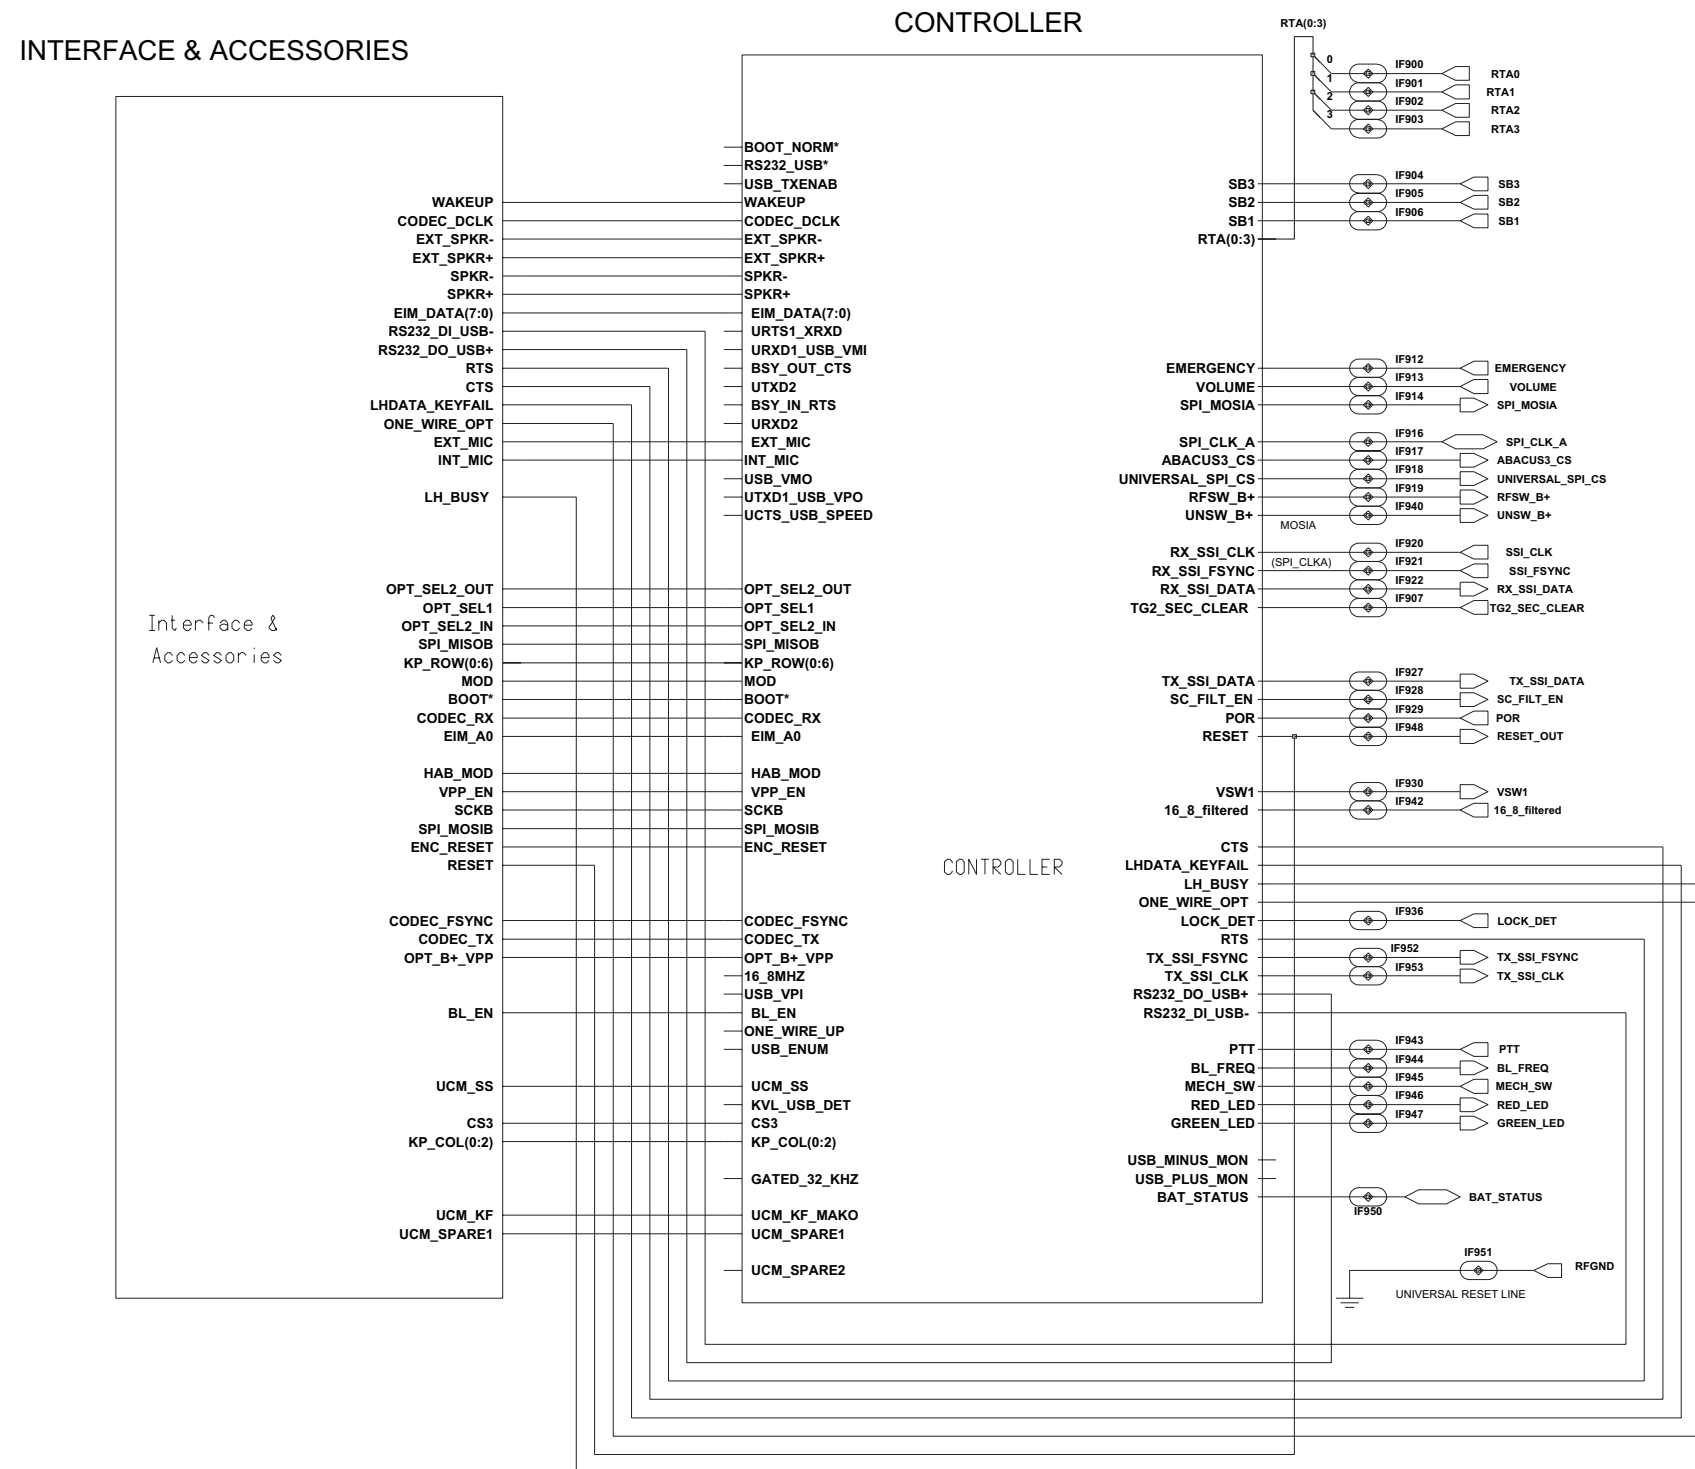 CONTROLLER
INTERFACE & ACCESSORIES
RTA(0:3)
0
IF900
RTA0
1
IF901
RTA1
2
IF902
RTA2
3
IF903
RTA3
BOOT_NORM*
RS232_USB*
USB_TXENAB
SB3
IF904
SB3
WAKEUP
WAKEUP
SB2
IF905
SB2
CODEC_DCLK
CODEC_DCLK
SB1
IF906
SB1
EXT_SPKR-
EXT_SPKR-
RTA(0:3)
EXT_SPKR+
EXT_SPKR+
SPKR-
SPKR-
SPKR+
SPKR+
EIM_DATA(7:0)
EIM_DATA(7:0)
RS232_DI_USB-
URTS1_XRXD
RS232_DO_USB+
URXD1_USB_VMI
RTS
BSY_OUT_CTS
EMERGENCY
IF912
EMERGENCY
CTS
UTXD2
VOLUME
IF913
VOLUME
LHDATA_KEYFAIL
BSY_IN_RTS
SPI_MOSIA
IF914
SPI_MOSIA
ONE_WIRE_OPT
URXD2
EXT_MIC
EXT_MIC
SPI_CLK_A
IF916
SPI_CLK_A
INT_MIC
INT_MIC
ABACUS3_CS
IF917
ABACUS3_CS
USB_VMO
UNIVERSAL_SPI_CS
IF918
UNIVERSAL_SPI_CS
LH_BUSY
UTXD1_USB_VPO
RFSW_B+
IF919
RFSW_B+
UCTS_USB_SPEED
UNSW_B+
MOSIA
IF940
UNSW_B+
RX_SSI_CLK
(SPI_CLKA)
IF920
SSI_CLK
RX_SSI_FSYNC
IF921
SSI_FSYNC
OPT_SEL2_OUT
OPT_SEL2_OUT
RX_SSI_DATA
IF922
RX_SSI_DATA
OPT_SEL1
OPT_SEL1
TG2_SEC_CLEAR
IF907
TG2_SEC_CLEAR
Interface &
Accessories
OPT_SEL2_IN
OPT_SEL2_IN
SPI_MISOB
SPI_MISOB
KP_ROW(0:6)
KP_ROW(0:6)
MOD
MOD
TX_SSI_DATA
IF927
TX_SSI_DATA
BOOT*
BOOT*
SC_FILT_EN
IF928
SC_FILT_EN
CODEC_RX
CODEC_RX
POR
IF929
POR
EIM_A0
EIM_A0
RESET
IF948
RESET_OUT
HAB_MOD
HAB_MOD
VPP_EN
VPP_EN
VSW1
IF930
VSW1
SCKB
SCKB
16_8_filtered
IF942
16_8_filtered
SPI_MOSIB
SPI_MOSIB
ENC_RESET
ENC_RESET
CTS
RESET
CONTROLLER
LHDATA_KEYFAIL
LH_BUSY
ONE_WIRE_OPT
CODEC_FSYNC
CODEC_FSYNC
LOCK_DET
IF936
LOCK_DET
CODEC_TX
CODEC_TX
RTS
OPT_B+_VPP
OPT_B+_VPP
TX_SSI_FSYNC
IF952
TX_SSI_FSYNC
16_8MHZ
TX_SSI_CLK
IF953
TX_SSI_CLK
USB_VPI
RS232_DO_USB+
BL_EN
BL_EN
RS232_DI_USB-
ONE_WIRE_UP
USB_ENUM
PTT
IF943
PTT
BL_FREQ
IF944
BL_FREQ
UCM_SS
UCM_SS
MECH_SW
IF945
MECH_SW
KVL_USB_DET
RED_LED
IF946
RED_LED
CS3
CS3
GREEN_LED
IF947
GREEN_LED
KP_COL(0:2)
KP_COL(0:2)
USB_MINUS_MON
GATED_32_KHZ
USB_PLUS_MON
BAT_STATUS
IF950
BAT_STATUS
UCM_KF
UCM_KF_MAKO
UCM_SPARE1
UCM_SPARE1
UCM_SPARE2
IF951
RFGND
UNIVERSAL RESET LINE